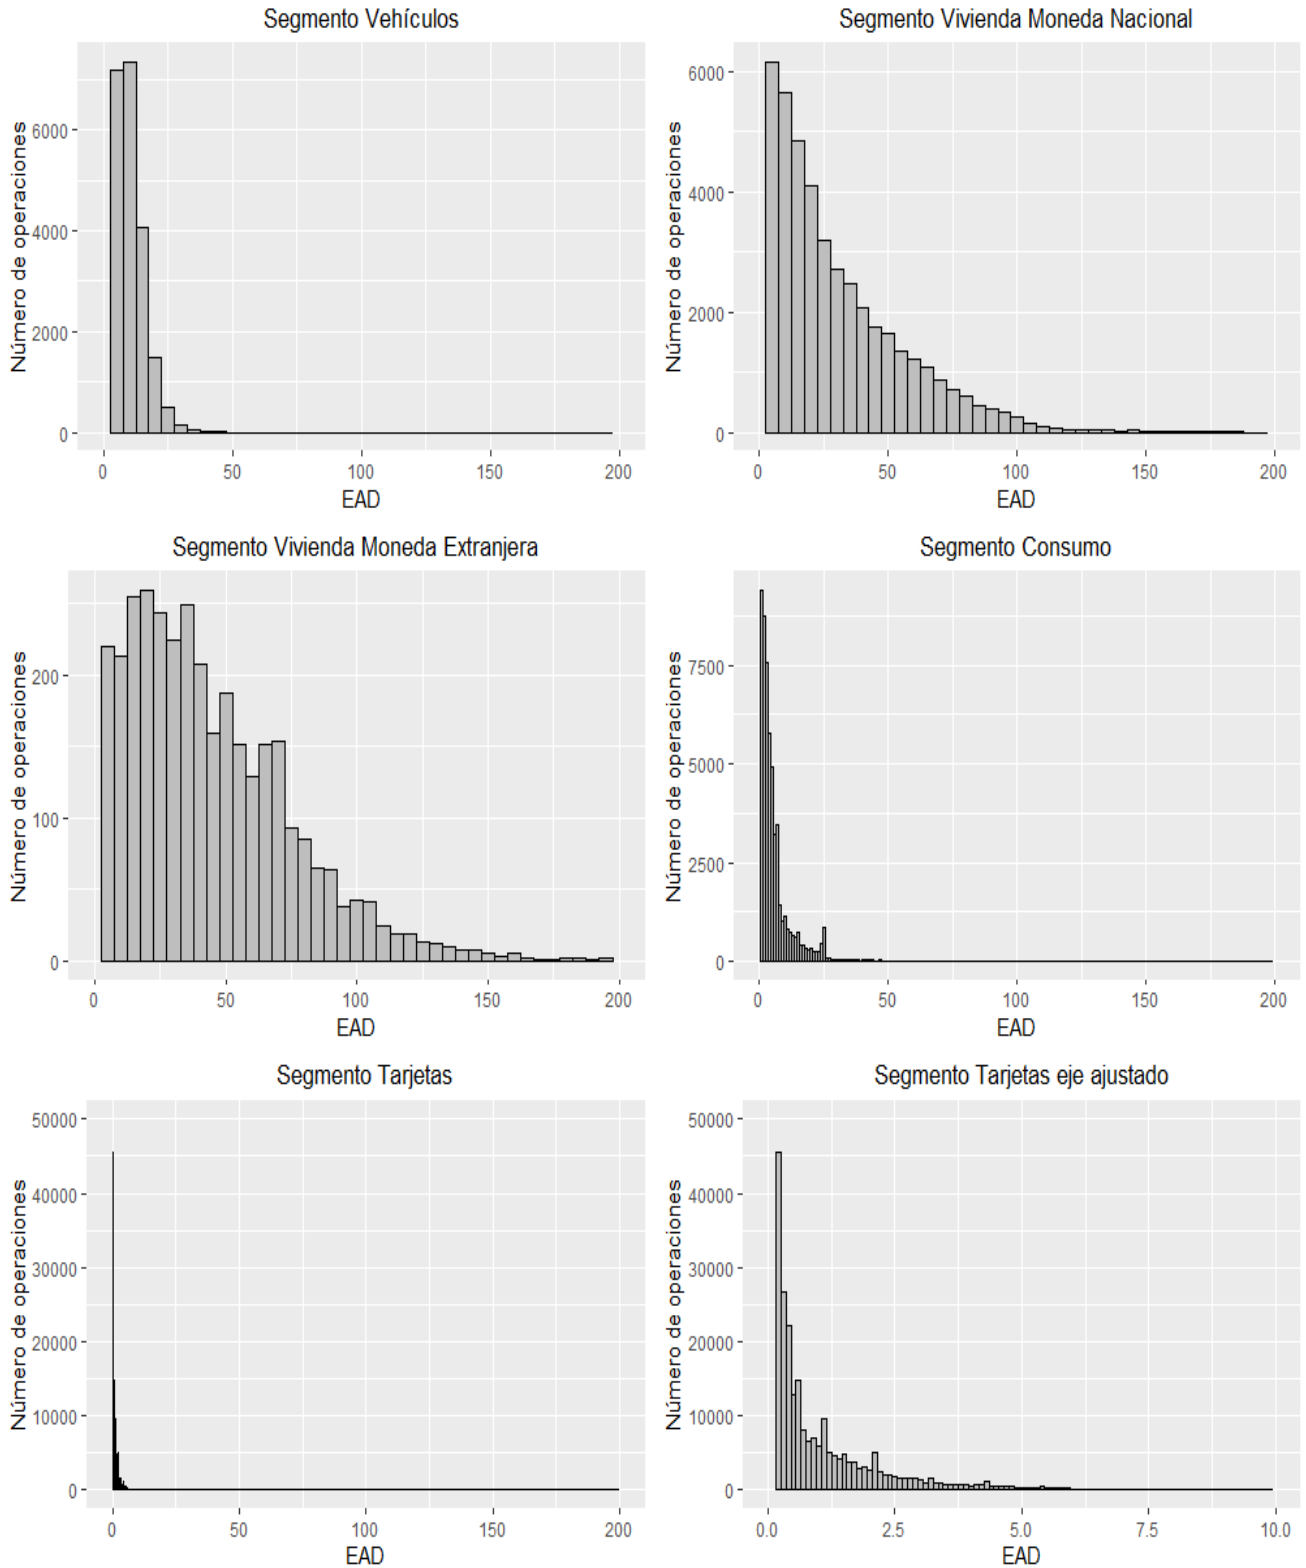 Segmento Vehículos
Número de operaciones
6000
4000
2000
0
0 50 100 150 200
EAD
Segmento Vivienda Moneda Nacional
Número de operaciones
6000
4000
2000
0
0 50 100 150 200
EAD
Segmento Vivienda Moneda Extranjera
Número de operaciones
200
100
0
0 50 100 150 200
EAD
Segmento Consumo
Número de operaciones
7500
5000
2500
0
0 50 100 150 200
EAD
Segmento Tarjetas
Número de operaciones
50000
40000
30000
20000
10000
0
0 50 100 150 200
EAD
Segmento Tarjetas eje ajustado
Número de operaciones
50000
40000
30000
20000
10000
0
0.0 2.5 5.0 7.5 10.0
EAD